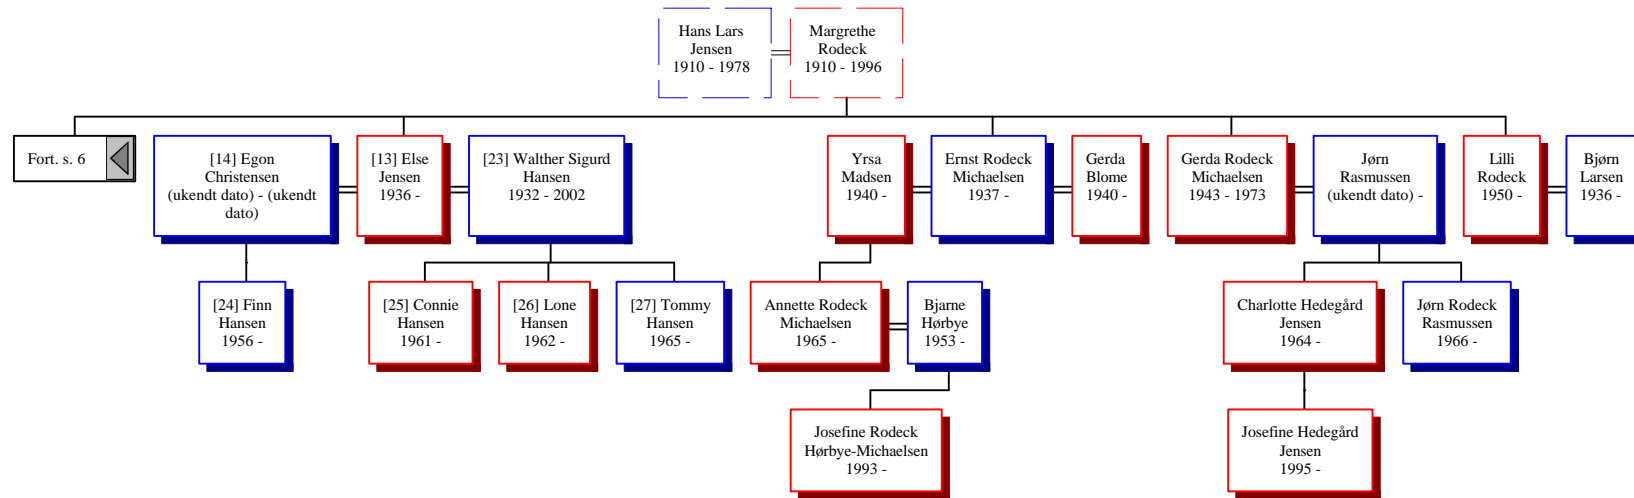 Hans Lars
Jensen
1910 - 1978
Margrethe
Rodeck
1910 - 1996
Fort. s. 6
[14] Egon
Christensen
(ukendt dato) - (ukendt
dato)
[13] Else
Jensen
1936 -
[23] Walther Sigurd
Hansen
1932 - 2002
Yrsa
Madsen
1940 -
Ernst Rodeck
Michaelsen
1937 -
Gerda
Blome
1940 -
Gerda Rodeck
Michaelsen
1943 - 1973
Jørn
Rasmussen
(ukendt dato) -
Lilli
Rodeck
1950 -
Bjørn
Larsen
1936 -
[24] Finn
Hansen
1956 -
[25] Connie
Hansen
1961 -
[26] Lone
Hansen
1962 -
[27] Tommy
Hansen
1965 -
Annette Rodeck
Michaelsen
1965 -
Bjarne
Hørbye
1953 -
Charlotte Hedegård
Jensen
1964 -
Jørn Rodeck
Rasmussen
1966 -
Josefine Rodeck
Hørbye-Michaelsen
1993 -
Josefine Hedegård
Jensen
1995 -